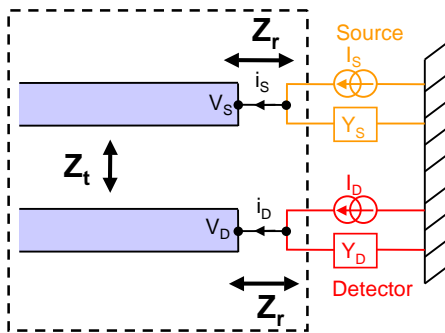 Z_r
Source
I_S
i_S
V_S
Y_S
Z_t
I_D
i_D
V_D
Y_D
Z_r
Detector